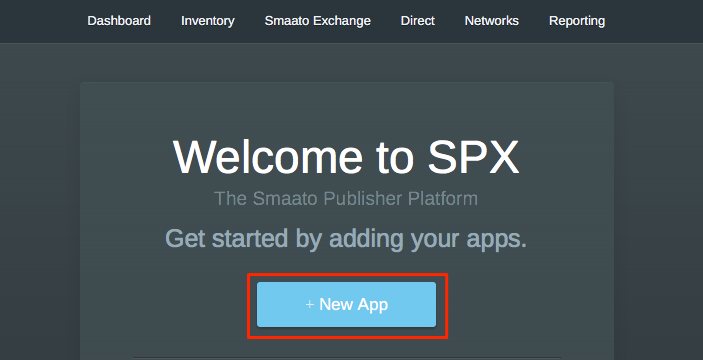 Dashboard Inventory Smaato Exchange Direct Networks Reporting
Welcome to SPX
The Smaato Publisher Platform
Get started by adding your apps.
+ New App